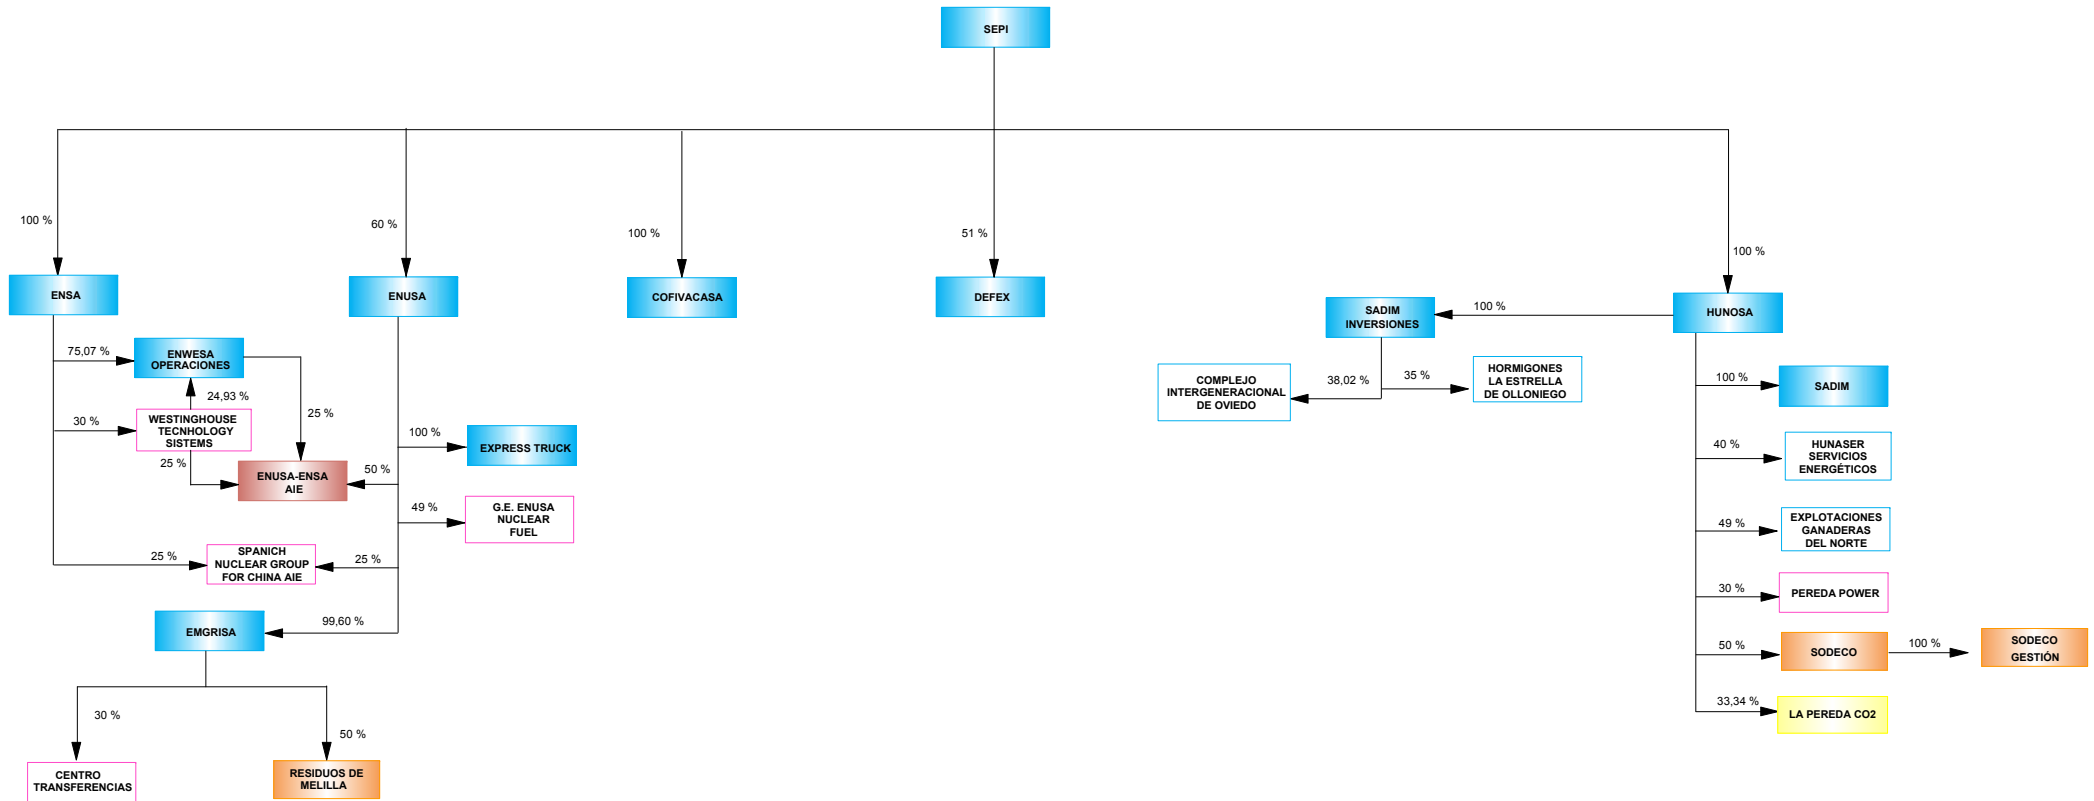 SEPI
100 %
60 %
100 %
51 %
100 %
ENSA
ENUSA
COFIVACASA
DEFEX
SADIM
INVERSIONES
100 %
HUNOSA
75,07 %
ENWESA
OPERACIONES
24,93 %
25 %
30 %
WESTINGHOUSE
TECNHOLOGY
SISTEMS
25 %
ENUSA-ENSA
AIE
50 %
100 %
EXPRESS TRUCK
49 %
G.E. ENUSA
NUCLEAR
FUEL
25 %
SPANICH
NUCLEAR GROUP
FOR CHINA AIE
25 %
EMGRISA
99,60 %
30 %
50 %
CENTRO
TRANSFERENCIAS
RESIDUOS DE
MELILLA
COMPLEJO
INTERGENERACIONAL
DE OVIEDO
38,02 %
35 %
HORMIGONES
LA ESTRELLA
DE OLLONIEGO
100 %
SADIM
40 %
HUNASER
SERVICIOS
ENERGÉTICOS
49 %
EXPLOTACIONES
GANADERAS
DEL NORTE
30 %
PEREDA POWER
50 %
SODECO
100 %
SODECO
GESTIÓN
33,34 %
LA PEREDA CO2